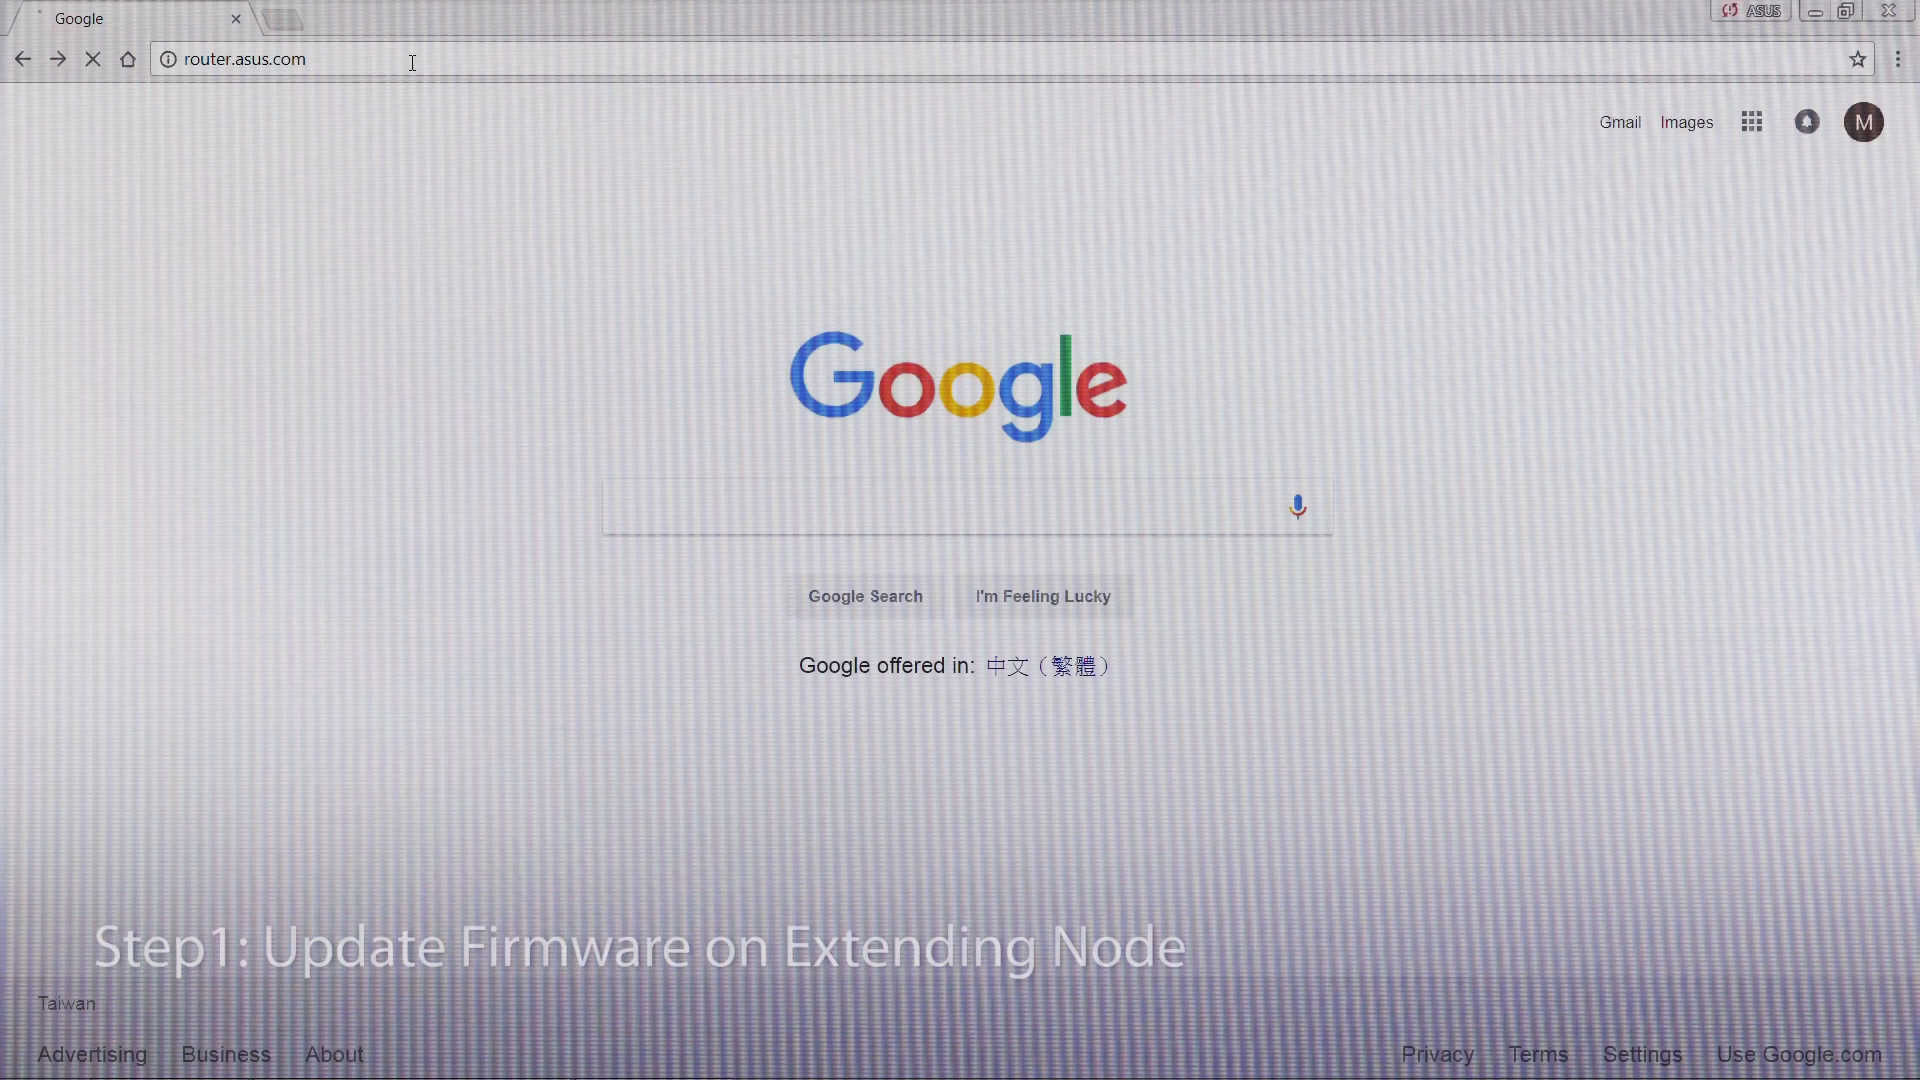 Google
ASUS
router.asus.com
Gmail Images
M
Google
Google Search I'm Feeling Lucky
Google offered in: 中文（繁體）
Step1: Update Firmware on Extending Node
Taiwan
Advertising Business About
Privacy Terms Settings Use Google.com